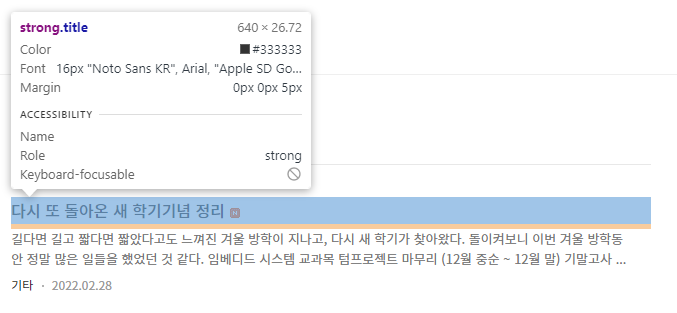 strong.title 640 × 26.72
Color #333333
Font 16px "Noto Sans KR", Arial, "Apple SD Go...
Margin 0px 0px 5px
ACCESSIBILITY
Name
Role strong
Keyboard-focusable
다시 또 돌아온 새 학기기념 정리 N
길다면 길고 짧다면 짧았다고도 느껴진 겨울 방학이 지나고, 다시 새 학기가 찾아왔다. 돌이켜보니 이번 겨울 방학동
안 정말 많은 일들을 했었던 것 같다. 임베디드 시스템 교과목 텀프로젝트 마무리 (12월 중순 ~ 12월 말) 기말고사 ...
기타 · 2022.02.28